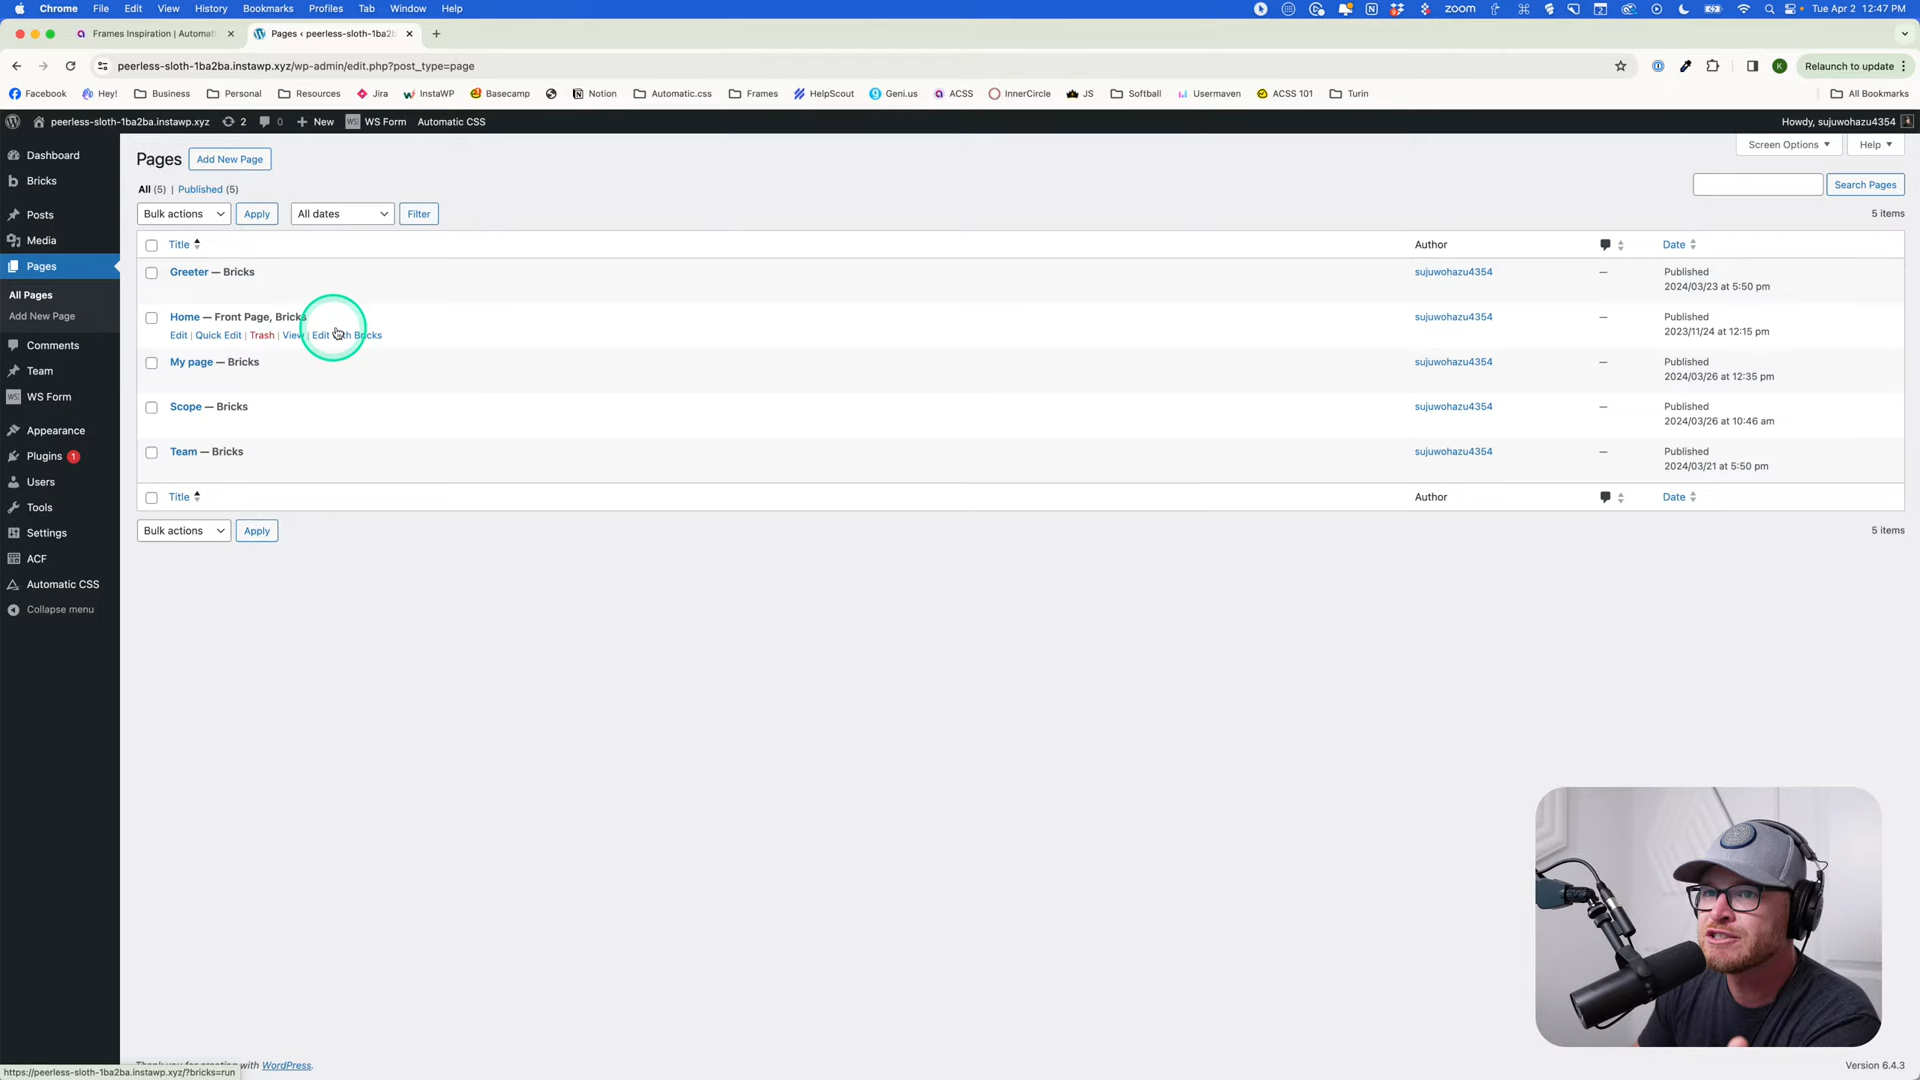 Chrome File Edit View History Bookmarks Profiles Tab Window Help zoom Tue Apr 2 12:47 PM
Frames Inspiration | Automat Pages ‹ peerless-sloth-1ba2b
peerless-sloth-1ba2ba.instawp.xyz/wp-admin/edit.php?post_type=page Relaunch to update
Facebook Hey! Business Personal Resources Jira InstaWP Basecamp Notion Automatic.css Frames HelpScout Geni.us ACSS InnerCircle JS Softball Usermaven ACSS 101 Turin All Bookmarks
peerless-sloth-1ba2ba.instawp.xyz 2 0 New WS Form Automatic CSS Howdy, sujuwohazu4354
Dashboard
Bricks
Posts
Media
Pages
All Pages
Add New Page
Comments
Team
WS Form
Appearance
Plugins 1
Users
Tools
Settings
ACF
Automatic CSS
Collapse menu
Pages Add New Page Screen Options Help
All (5) | Published (5) Search Pages
Bulk actions Apply All dates Filter 5 items
Title Author Date
Greeter — Bricks sujuwohazu4354 — Published
2024/03/23 at 5:50 pm
Home — Front Page, Bricks sujuwohazu4354 — Published
Edit | Quick Edit | Trash | View | Edit with Bricks 2023/11/24 at 12:15 pm
My page — Bricks sujuwohazu4354 — Published
2024/03/26 at 12:35 pm
Scope — Bricks sujuwohazu4354 — Published
2024/03/26 at 10:46 am
Team — Bricks sujuwohazu4354 — Published
2024/03/21 at 5:50 pm
Title Author Date
Bulk actions Apply 5 items
Thank you for creating with WordPress. Version 6.4.3
https://peerless-sloth-1ba2ba.instawp.xyz/?bricks=run